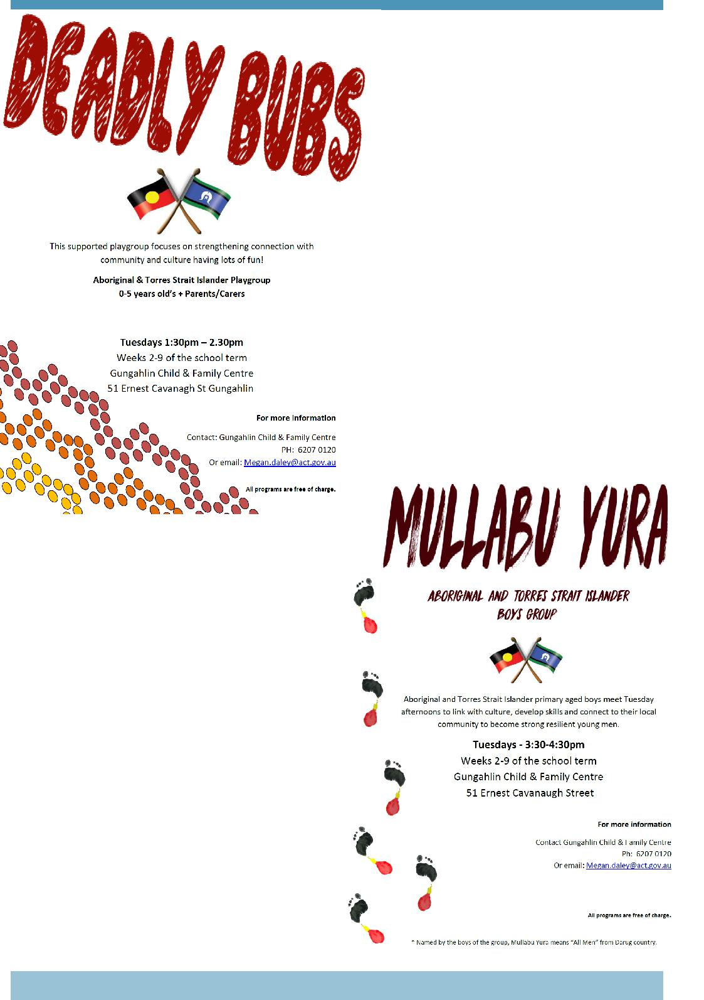 DEADLY BUBS
This supported playgroup focuses on strengthening connection with
community and culture having lots of fun!
Aboriginal & Torres Strait Islander Playgroup
0-5 years old's + Parents/Carers
Tuesdays 1:30pm – 2.30pm
Weeks 2-9 of the school term
Gungahlin Child & Family Centre
51 Ernest Cavanagh St Gungahlin
For more information
Contact: Gungahlin Child & Family Centre
PH: 6207 0120
Or email: Megan.daley@act.gov.au
All programs are free of charge.
MULLABU YURA
ABORIGINAL AND TORRES STRAIT ISLANDER
BOYS GROUP
Aboriginal and Torres Strait Islander primary aged boys meet Tuesday
afternoons to link with culture, develop skills and connect to their local
community to become strong resilient young men.
Tuesdays - 3:30-4:30pm
Weeks 2-9 of the school term
Gungahlin Child & Family Centre
51 Ernest Cavanaugh Street
For more information
Contact Gungahlin Child & Family Centre
Ph: 6207 0120
Or email: Megan.daley@act.gov.au
All programs are free of charge.
* Named by the boys of the group, Mullabu Yura means “All Men” from Darug country.